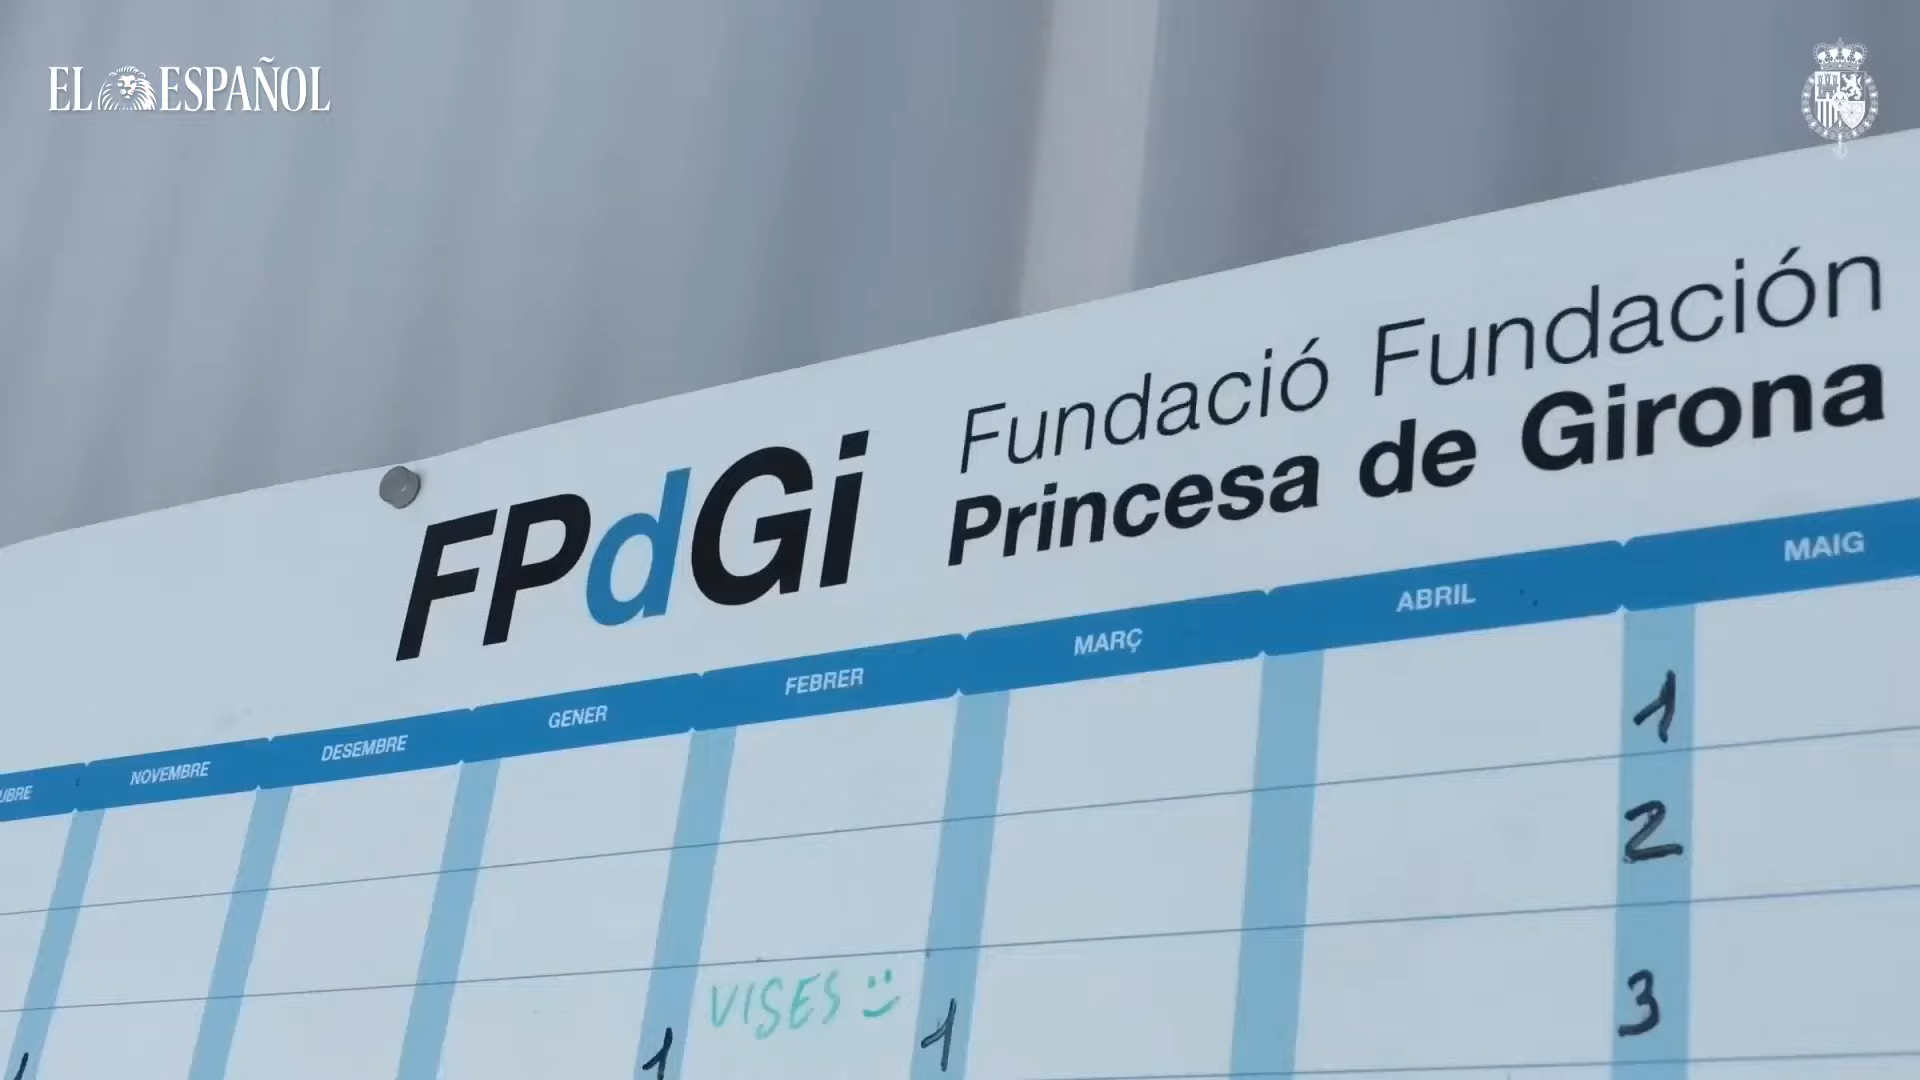 EL ESPAÑOL
Fundació Fundación
FPdGi Princesa de Girona
NOVEMBRE DESEMBRE GENER FEBRER MARÇ ABRIL MAIG
1
2
VISES :)
3
1 1